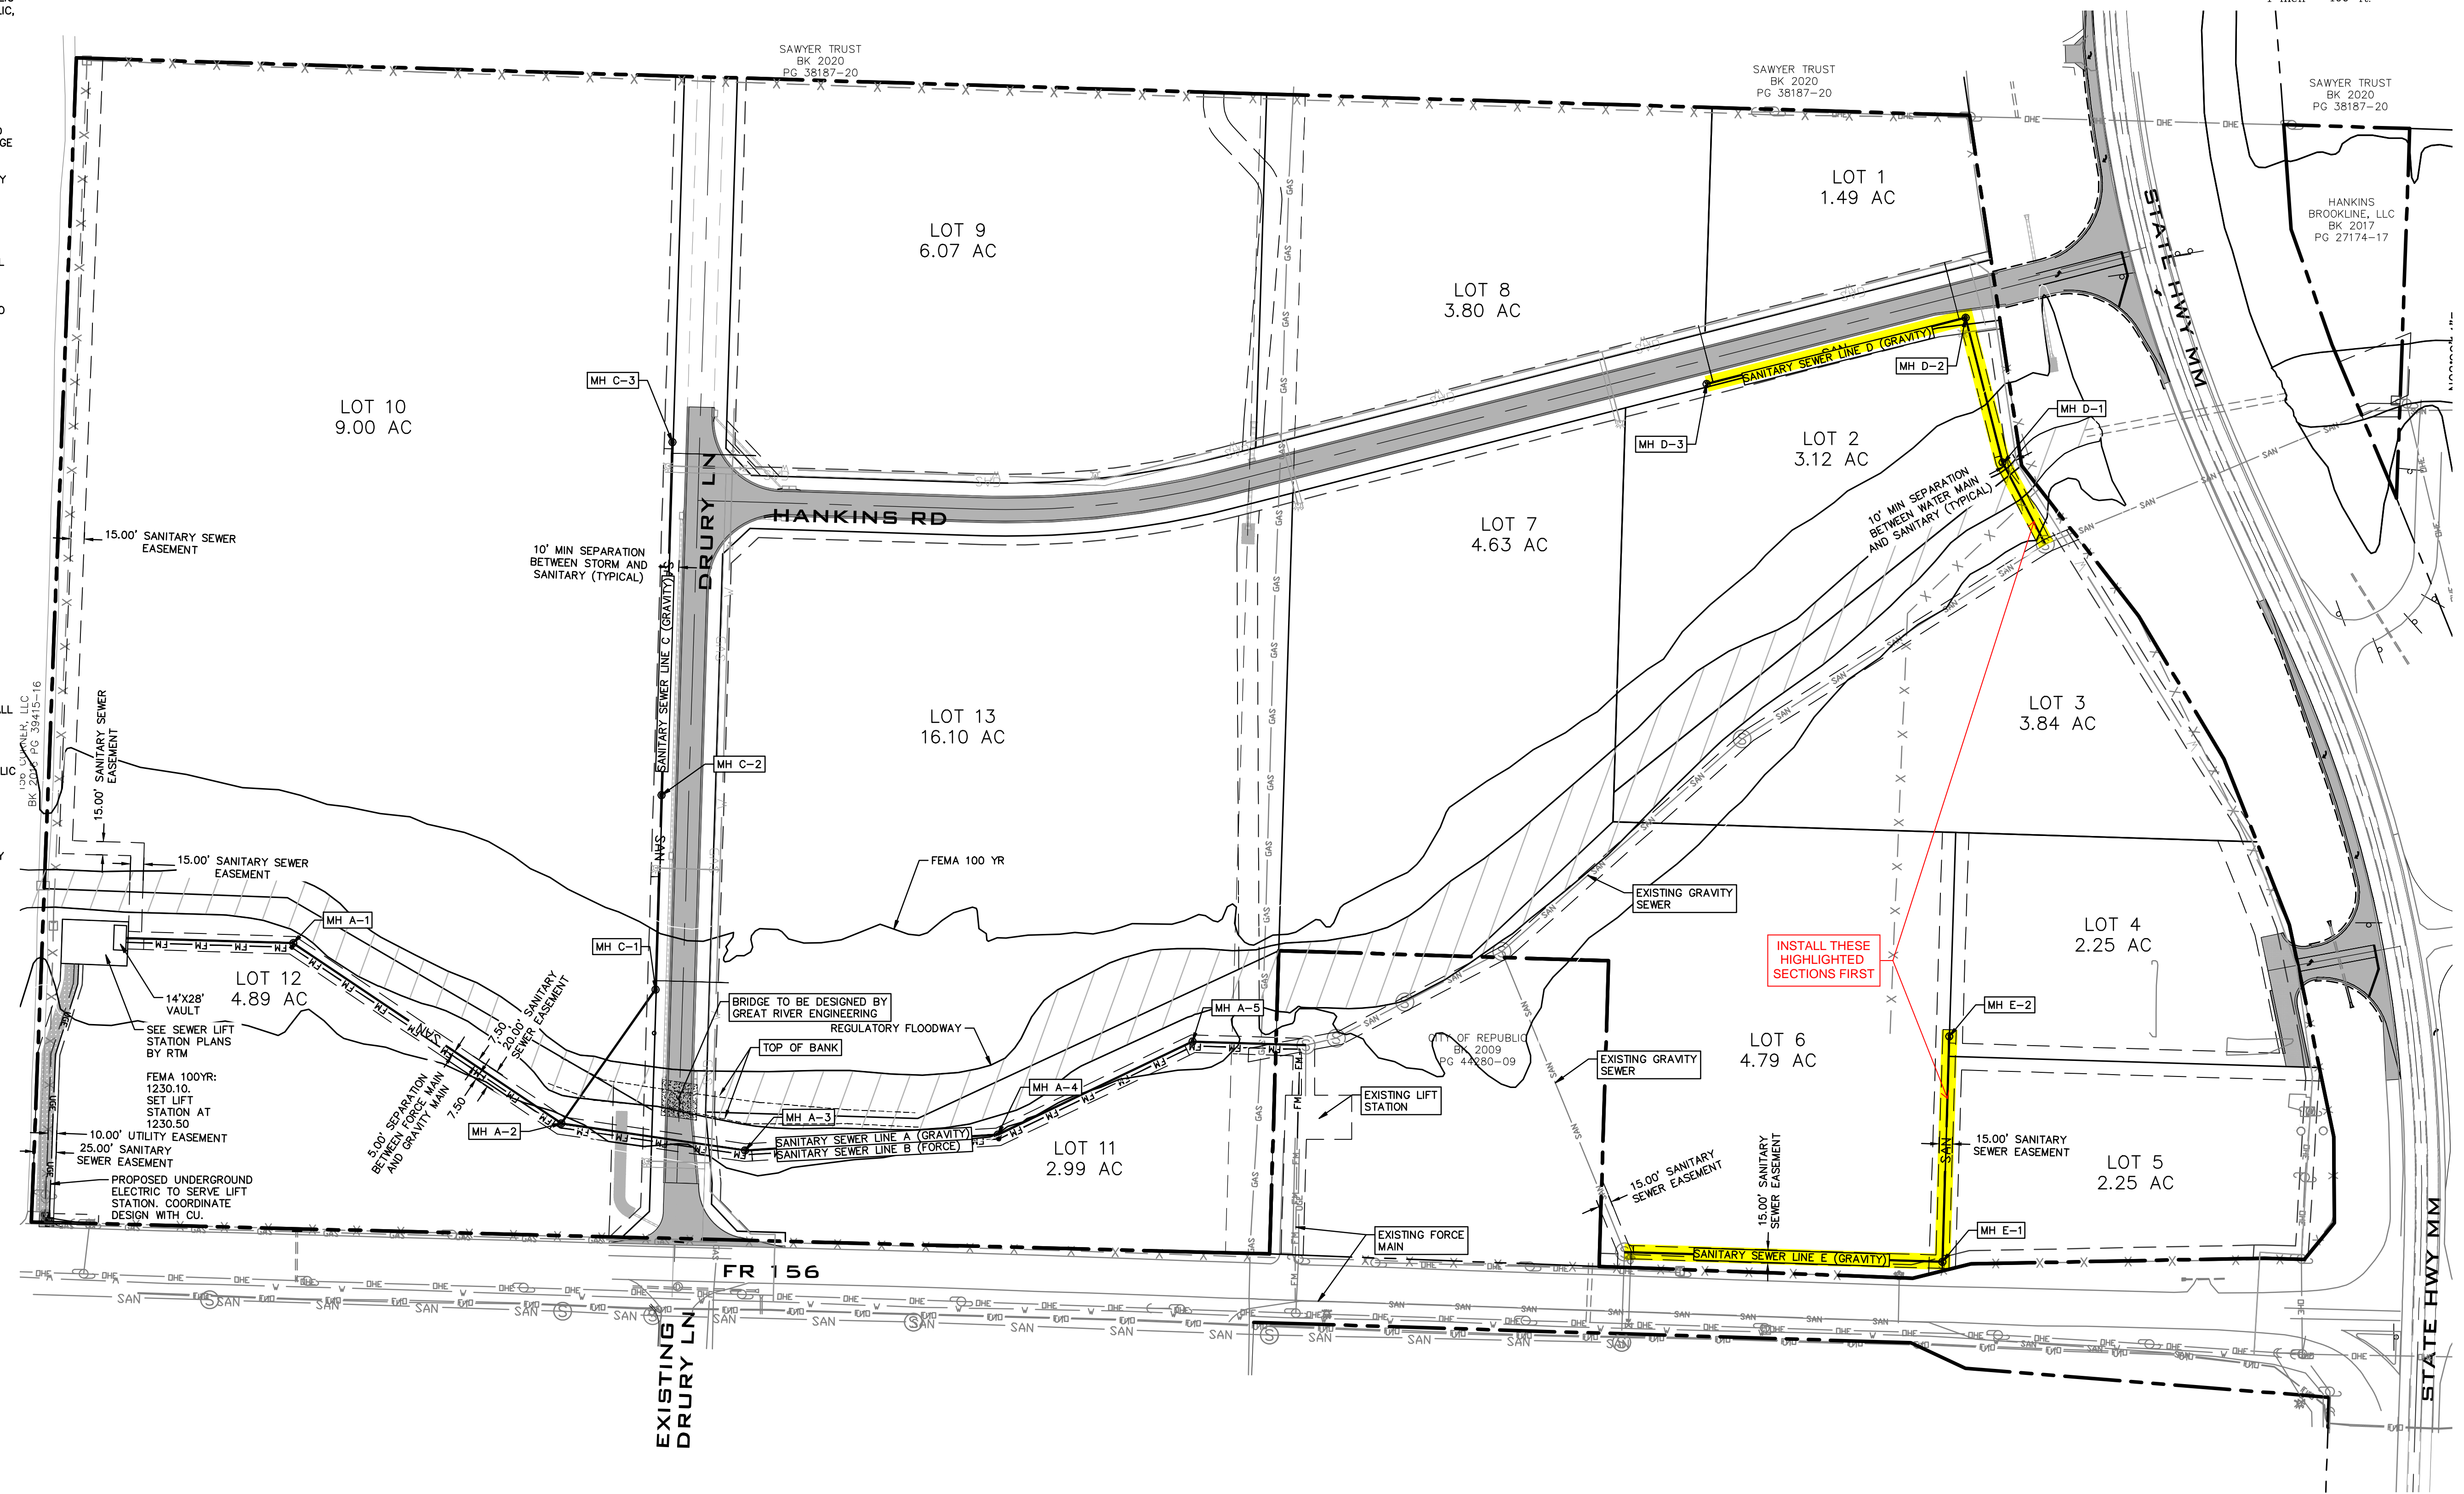 SAWYER TRUST
BK 2020
PG 38187-20
SAWYER TRUST
BK 2020
PG 38187-20
SAWYER TRUST
BK 2020
PG 38187-20
HANKINS
BROOKLINE, LLC
BK 2017
PG 27174-17
STATE HWY MM
LOT 1
1.49 AC
LOT 9
6.07 AC
LOT 8
3.80 AC
LOT 10
9.00 AC
MH C-3
SANITARY SEWER LINE D (GRAVITY)
MH D-2
MH D-3
MH D-1
LOT 2
3.12 AC
10' MIN SEPARATION
BETWEEN WATER MAIN
AND SANITARY (TYPICAL)
DRURY LN
HANKINS RD
LOT 7
4.63 AC
15.00' SANITARY SEWER
EASEMENT
10' MIN SEPARATION
BETWEEN STORM AND
SANITARY (TYPICAL)
SANITARY SEWER LINE C (GRAVITY)
LOT 13
16.10 AC
LOT 3
3.84 AC
BK 2016 PG 39415-16
15.00' SANITARY SEWER
EASEMENT
MH C-2
15.00' SANITARY SEWER
EASEMENT
FEMA 100 YR
EXISTING GRAVITY
SEWER
MH A-1
MH C-1
LOT 12
4.89 AC
14'X28'
VAULT
SEE SEWER LIFT
STATION PLANS
BY RTM
FEMA 100YR:
1230.10.
SET LIFT
STATION AT
1230.50
10.00' UTILITY EASEMENT
25.00' SANITARY
SEWER EASEMENT
PROPOSED UNDERGROUND
ELECTRIC TO SERVE LIFT
STATION. COORDINATE
DESIGN WITH CU.
7.50
20.00' SANITARY
SEWER EASEMENT
5.00' SEPARATION
BETWEEN FORCE MAIN
AND GRAVITY MAIN
7.50
BRIDGE TO BE DESIGNED BY
GREAT RIVER ENGINEERING
REGULATORY FLOODWAY
TOP OF BANK
MH A-5
MH A-4
MH A-3
MH A-2
SANITARY SEWER LINE A (GRAVITY)
SANITARY SEWER LINE B (FORCE)
LOT 11
2.99 AC
CITY OF REPUBLIC
BK 2009
PG 44280-09
EXISTING LIFT
STATION
EXISTING GRAVITY
SEWER
INSTALL THESE
HIGHLIGHTED
SECTIONS FIRST
LOT 4
2.25 AC
MH E-2
LOT 6
4.79 AC
15.00' SANITARY
SEWER EASEMENT
15.00' SANITARY
SEWER EASEMENT
15.00' SANITARY
SEWER EASEMENT
LOT 5
2.25 AC
MH E-1
SANITARY SEWER LINE E (GRAVITY)
EXISTING FORCE
MAIN
FR 156
EXISTING
DRURY LN
STATE HWY MM